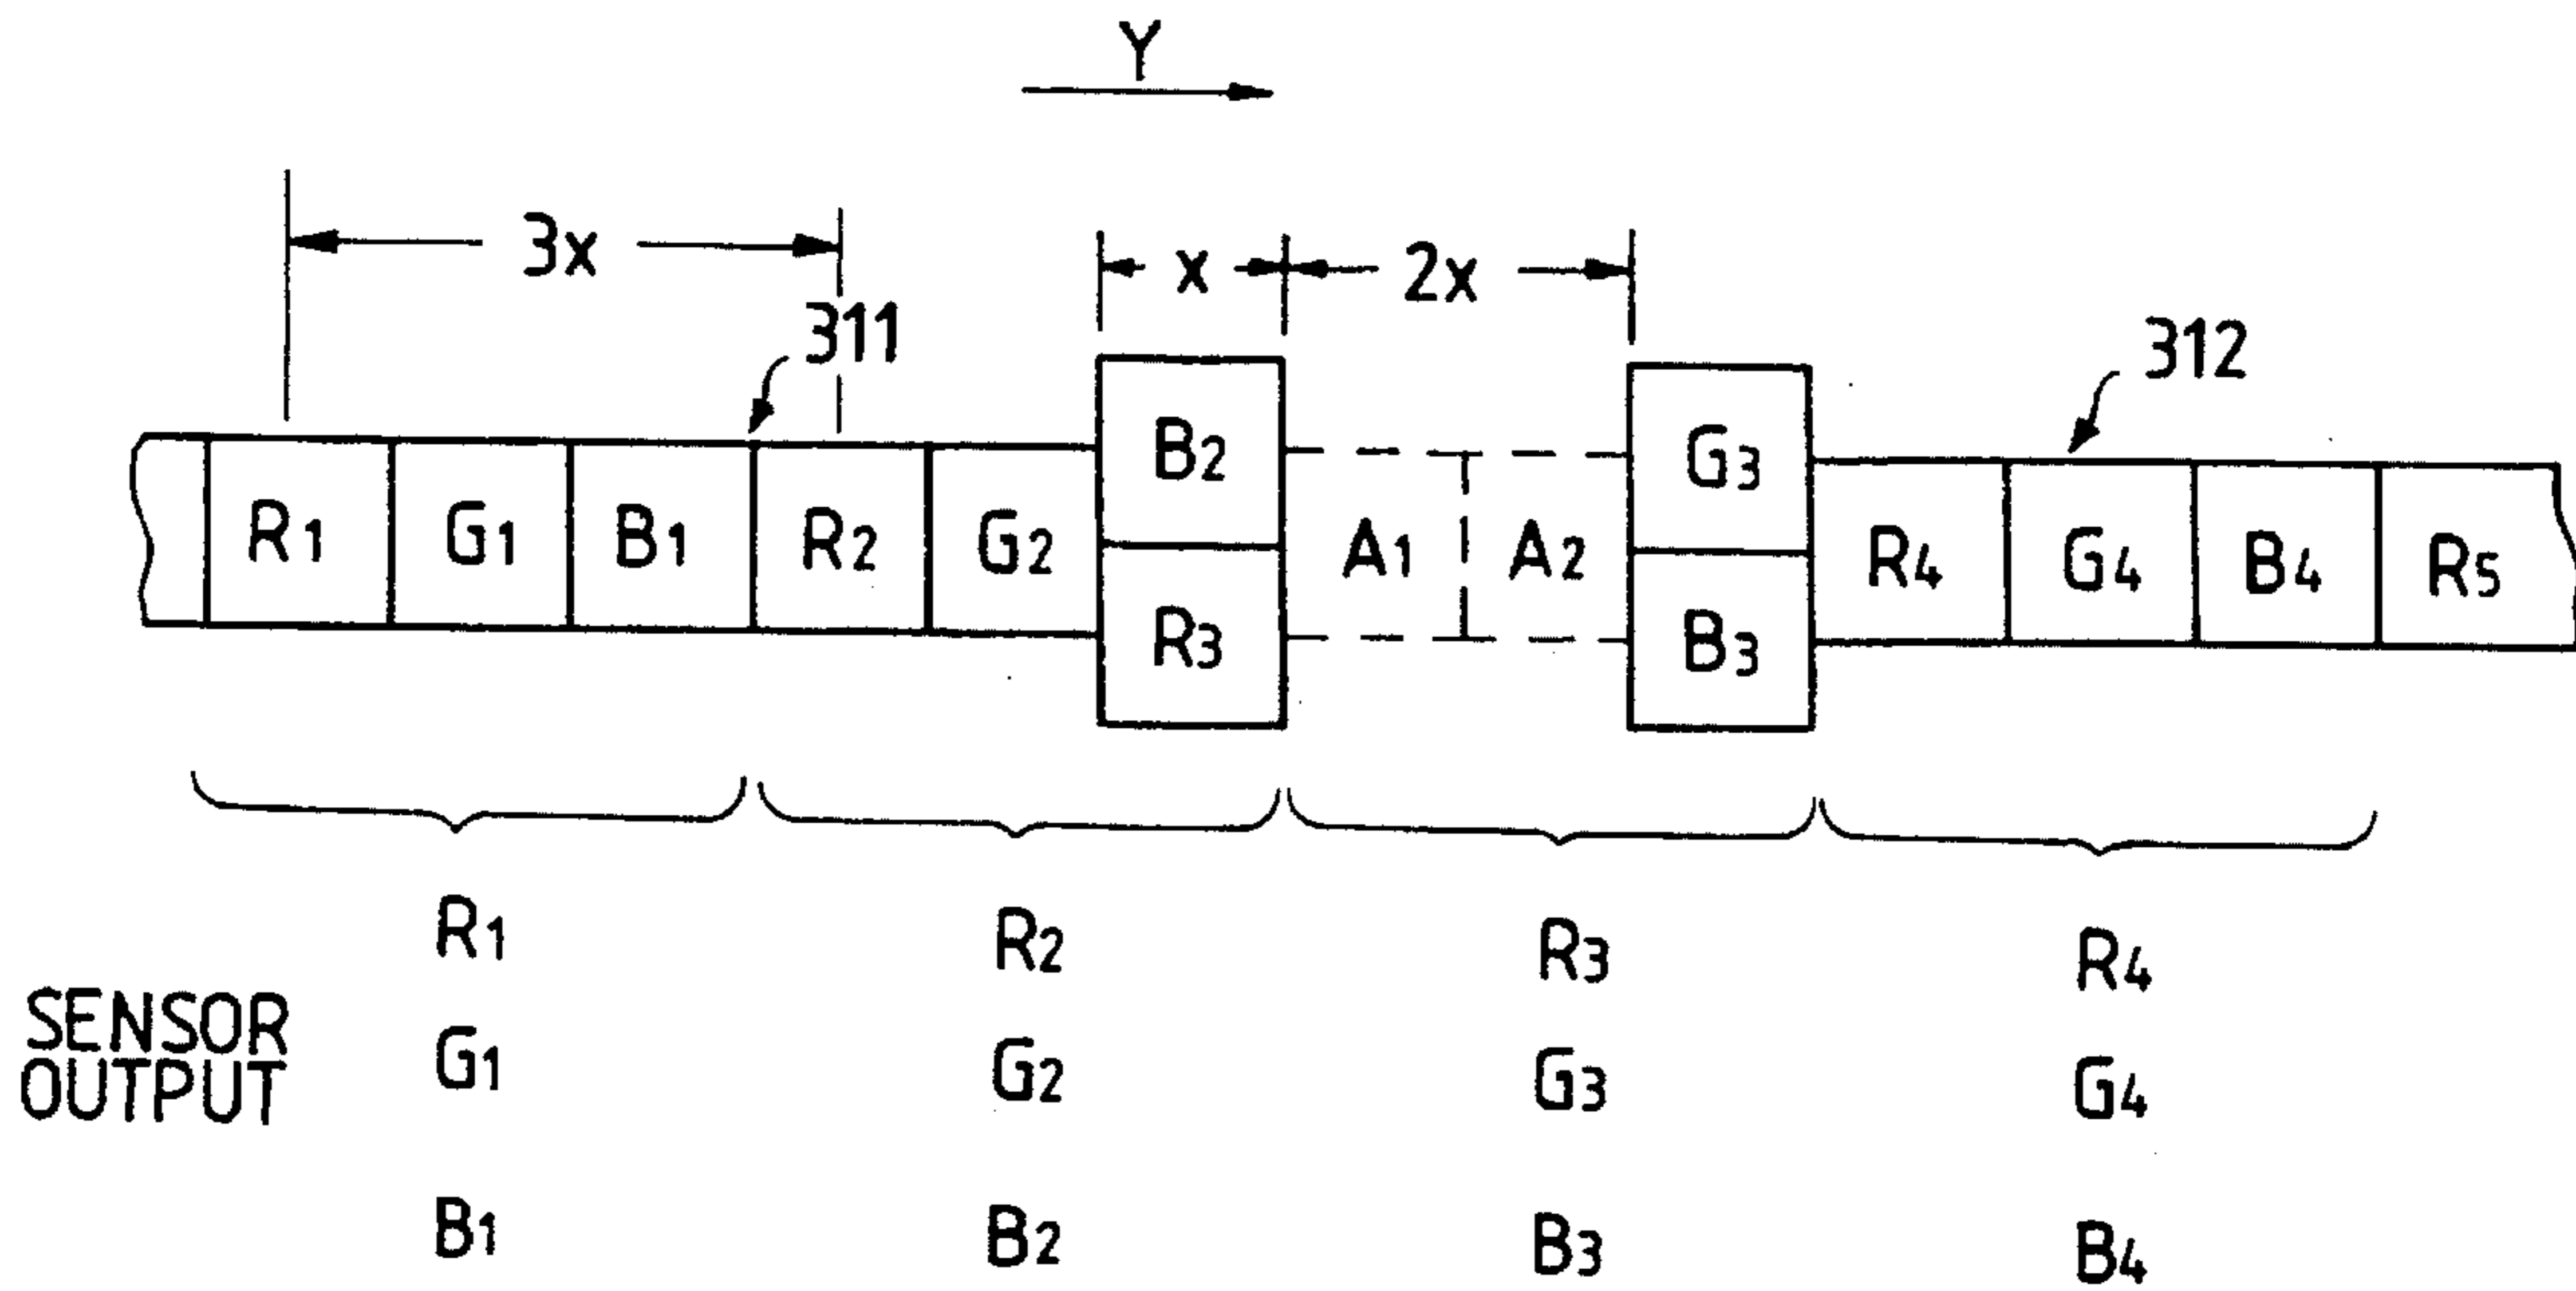 Y
3x
x
2x
311
312
B2
G3
R1 G1 B1 R2 G2
A1 A2
R4 G4 B4 R5
R3
B3
R1 R2 R3 R4
SENSOR
OUTPUT
G1 G2 G3 G4
B1 B2 B3 B4